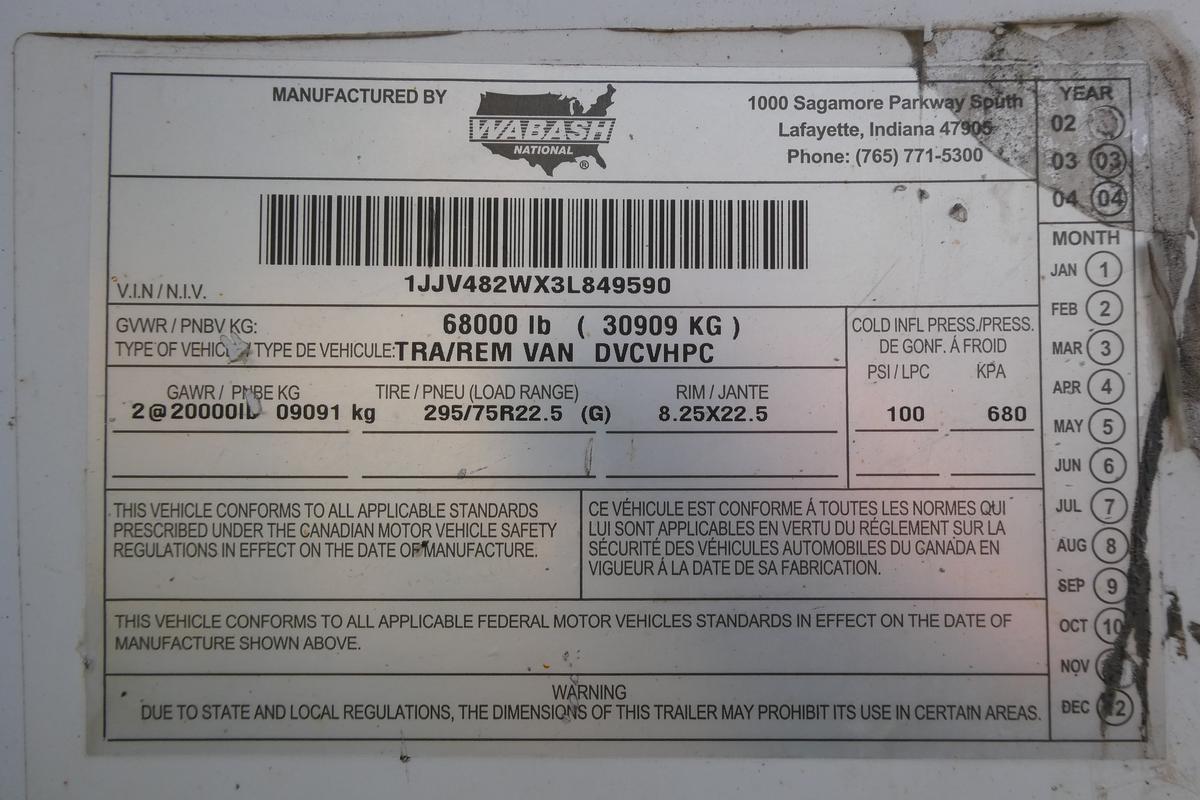 MANUFACTURED BY
WABASH
NATIONAL
®
1000 Sagamore Parkway South
Lafayette, Indiana 47905
Phone: (765) 771-5300
YEAR
02
03 03
04 04
V.I.N / N.I.V.
1JJV482WX3L849590
GVWR / PNBV KG: 68000 lb ( 30909 KG )
TYPE OF VEHICLE / TYPE DE VEHICULE: TRA/REM VAN DVCVHPC
COLD INFL PRESS./PRESS.
DE GONF. Á FROID
PSI / LPC KPA
GAWR / PNBE KG TIRE / PNEU (LOAD RANGE) RIM / JANTE
2@20000lb 09091 kg 295/75R22.5 (G) 8.25X22.5 100 680
THIS VEHICLE CONFORMS TO ALL APPLICABLE STANDARDS
PRESCRIBED UNDER THE CANADIAN MOTOR VEHICLE SAFETY
REGULATIONS IN EFFECT ON THE DATE OF MANUFACTURE.
CE VÉHICULE EST CONFORME Á TOUTES LES NORMES QUI
LUI SONT APPLICABLES EN VERTU DU RÉGLEMENT SUR LA
SÉCURITÉ DES VÉHICULES AUTOMOBILES DU CANADA EN
VIGUEUR Á LA DATE DE SA FABRICATION.
THIS VEHICLE CONFORMS TO ALL APPLICABLE FEDERAL MOTOR VEHICLES STANDARDS IN EFFECT ON THE DATE OF
MANUFACTURE SHOWN ABOVE.
WARNING
DUE TO STATE AND LOCAL REGULATIONS, THE DIMENSIONS OF THIS TRAILER MAY PROHIBIT ITS USE IN CERTAIN AREAS.
MONTH
JAN 1
FEB 2
MAR 3
APR 4
MAY 5
JUN 6
JUL 7
AUG 8
SEP 9
OCT 10
NOV
DEC 12